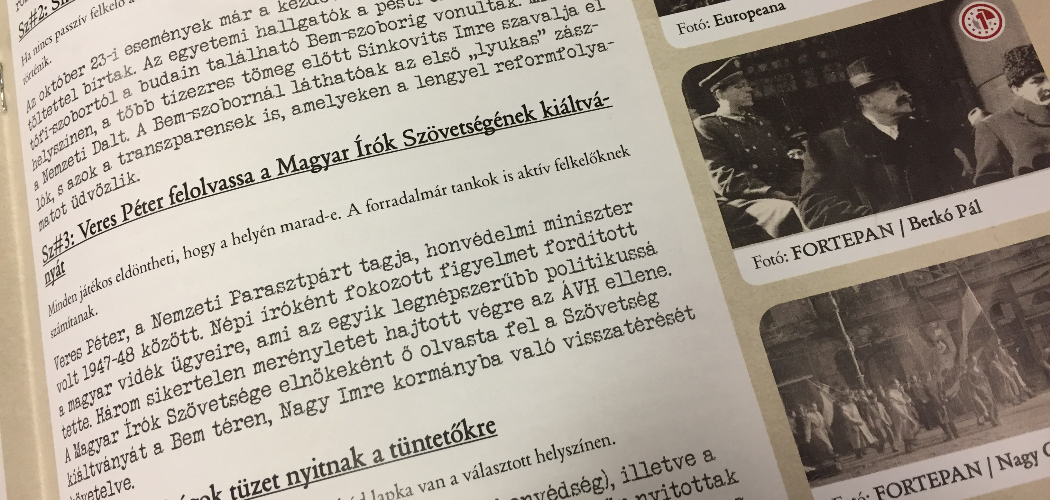 Sz#2:
Ha nincs passzív felkelő a
történik.
Az október 23-i események már a
töltettel bírtak. Az egyetemi hallgatók a pesti
tőfi-szobortól a budain található Bem-szoborig vonultak.
helyszínen, a több tizezres tömeg előtt Sinkovits Imre szavalja el
a Nemzeti Dalt. A Bem-szobornál láthatóak az első „lyukas” zász-
lók, s azok a transzparensek is, amelyeken a lengyel reformfolya-
matot üdvözlik.
Sz#3: Veres Péter felolvassa a Magyar Írók Szövetségének kiáltvá-
nyát
Minden játékos eldöntheti, hogy a helyén marad-e. A forradalmár tankok is aktív felkelőknek
számítanak.
Veres Péter, a Nemzeti Parasztpárt tagja, honvédelmi miniszter
volt 1947-48 között. Népi íróként fokozott figyelmet fordított
a magyar vidék ügyeire, ami az egyik legnépszerűbb politikussá
tette. Három sikertelen merényletet hajtott végre az ÁVH ellene.
A Magyar Írók Szövetsége elnökeként ő olvasta fel a Szövetség
kiáltványát a Bem téren, Nagy Imre kormányba való visszatérését
követelve.
tüzet nyitnak a tüntetőkre
lapka van a választott helyszínen.
illetve a
nyitottak
Fotó: Europeana
Fotó: FORTEPAN / Berkó Pál
FORTEPAN / Nagy